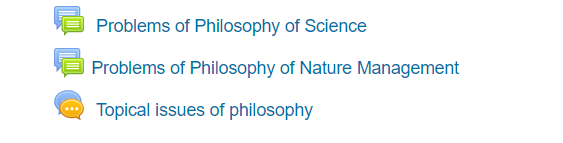 Problems of Philosophy of Science
Problems of Philosophy of Nature Management
Topical issues of philosophy